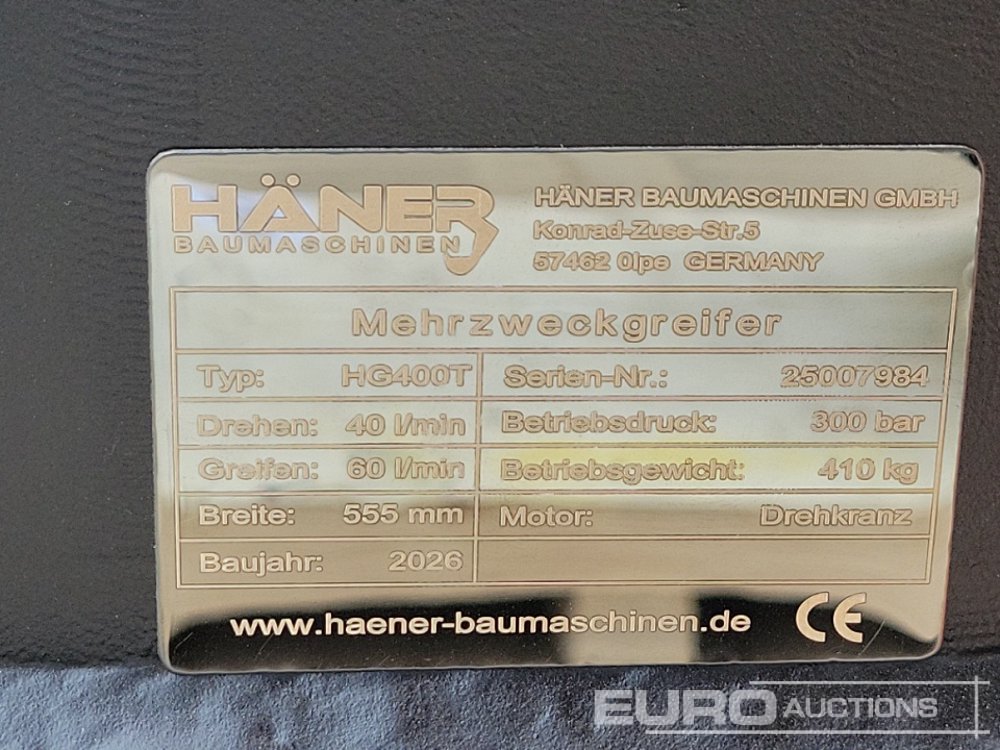 HÄNER
BAUMASCHINEN
HÄNER BAUMASCHINEN GMBH
Konrad-Zuse-Str.5
57462 Olpe GERMANY
Mehrzweckgreifer
Typ: HG400T Serien-Nr.: 25007984
Drehen: 40 l/min Betriebsdruck: 300 bar
Greifen: 60 l/min Betriebsgewicht: 410 kg
Breite: 555 mm Motor: Drehkranz
Baujahr: 2026
www.haener-baumaschinen.de CE
EURO AUCTIONS